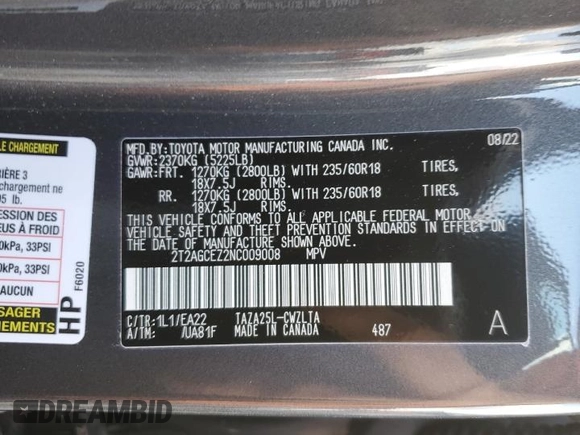 LE CHARGEMENT
RIÈRE 3
chargement ne
95 lb.
RESSION DES
EUS À FROID
0kPa, 33PSI
0kPa, 33PSI
AUCUN
SAGER
HP
F6020
MFD.BY:TOYOTA MOTOR MANUFACTURING CANADA INC. 08/22
GVWR:2370KG (5225LB)
GAWR:FRT. 1270KG (2800LB) WITH 235/60R18 TIRES,
18X7.5J RIMS.
RR. 1270KG (2800LB) WITH 235/60R18 TIRES,
18X7.5J RIMS.
THIS VEHICLE CONFORMS TO ALL APPLICABLE FEDERAL MOTOR
VEHICLE SAFETY AND THEFT PREVENTION STANDARDS IN EFFECT ON THE
DATE OF MANUFACTURE SHOWN ABOVE.
2T2AGCEZ2NC009008 MPV
C/TR:1L1/EA22 TAZA25L-CWZLTA
A/TM: /UA81F MADE IN CANADA 487 A
DREAMBID